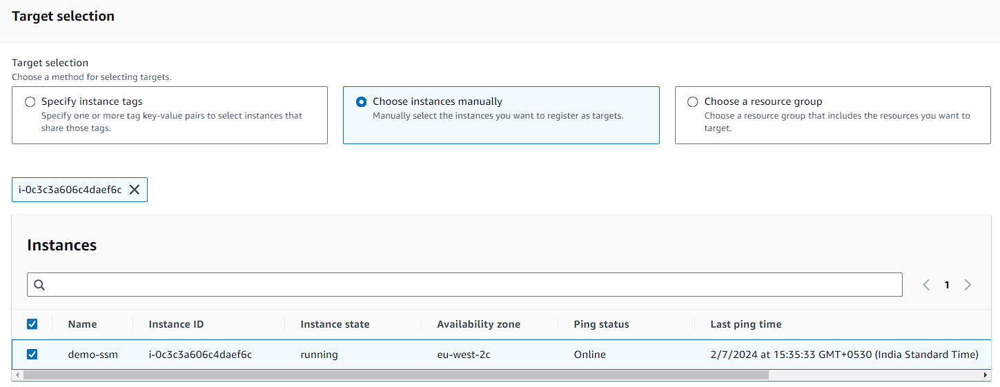 Target selection
Target selection
Choose a method for selecting targets.
Specify instance tags
Specify one or more tag key-value pairs to select instances that
share those tags.
Choose instances manually
Manually select the instances you want to register as targets.
Choose a resource group
Choose a resource group that includes the resources you want to
target.
i-0c3c3a606c4daef6c
Instances
1
Name Instance ID Instance state Availability zone Ping status Last ping time
demo-ssm i-0c3c3a606c4daef6c running eu-west-2c Online 2/7/2024 at 15:35:33 GMT+0530 (India Standard Time)